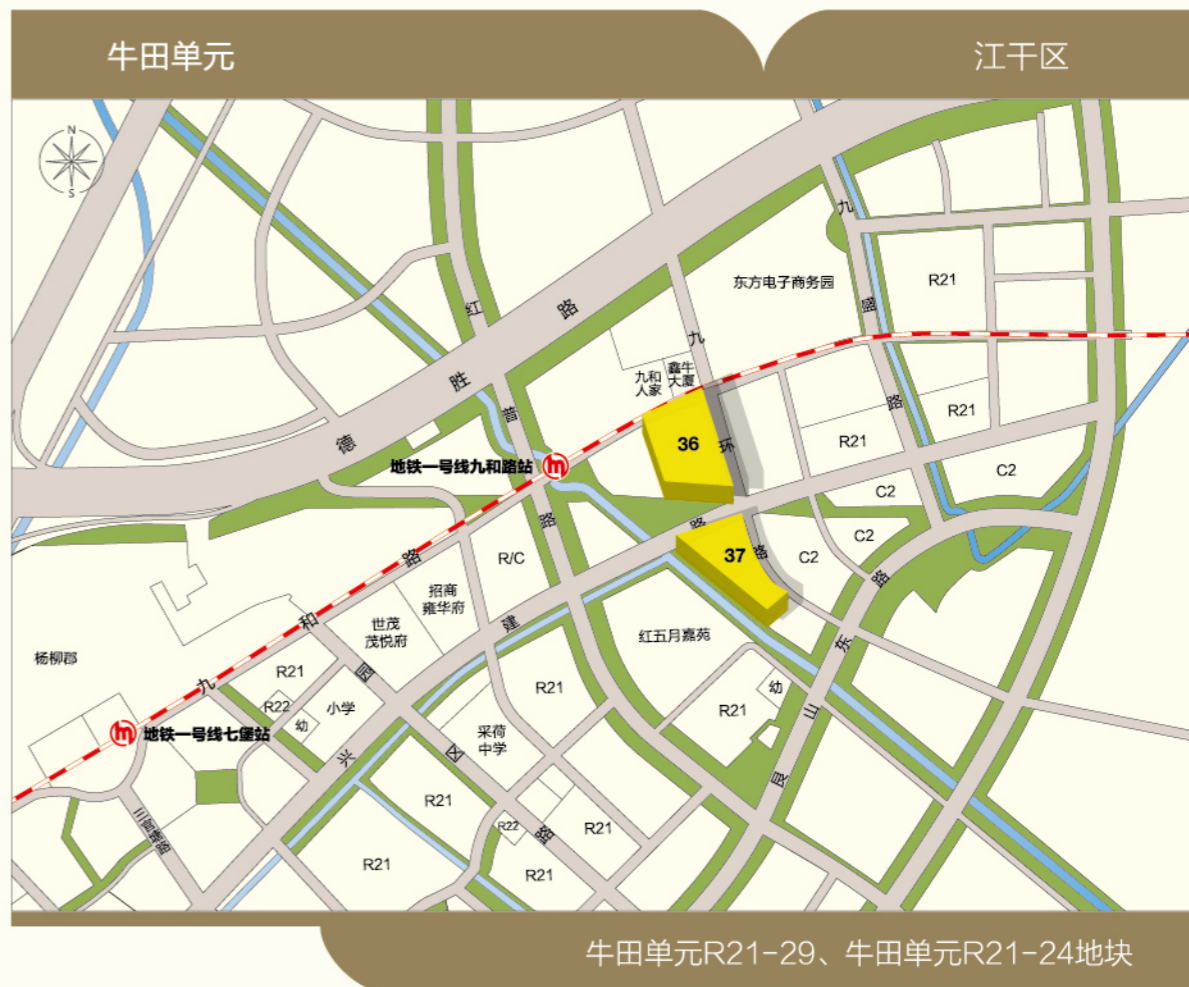 牛田单元
江干区
N
S
九
东方电子商务园
R21
盛
红
路
九
九和
人家
鑫牛
大厦
胜
普
德
36
环
R21
路
R21
地铁一号线九和路站
C2
C2
路
路
37
路
C2
C2
路
R/C
路
招商
雍华府
世茂
茂悦府
建
和
红五月嘉苑
东
杨柳郡
九
R21
园
R21
幼
R22
幼
小学
R21
山
地铁一号线七堡站
采荷
中学
兴
区
艮
R21
R22
R21
路
R21
R21
牛田单元R21-29、牛田单元R21-24地块